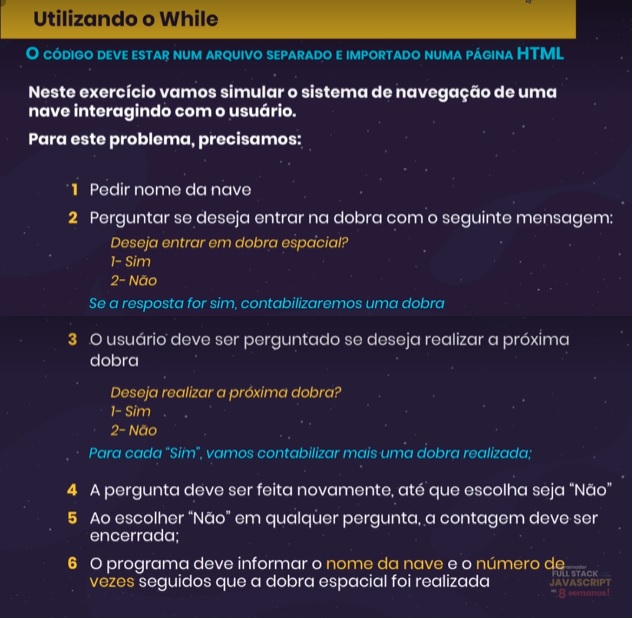 Utilizando o While
O CÓDIGO DEVE ESTAR NUM ARQUIVO SEPARADO E IMPORTADO NUMA PÁGINA HTML
Neste exercício vamos simular o sistema de navegação de uma
nave interagindo com o usuário.
Para este problema, precisamos:
1 Pedir nome da nave
2 Perguntar se deseja entrar na dobra com o seguinte mensagem:
Deseja entrar em dobra espacial?
1- Sim
2- Não
Se a resposta for sim, contabilizaremos uma dobra
3 O usuário deve ser perguntado se deseja realizar a próxima
dobra
Deseja realizar a próxima dobra?
1- Sim
2- Não
Para cada "Sim", vamos contabilizar mais uma dobra realizada;
4 A pergunta deve ser feita novamente, até que escolha seja "Não"
5 Ao escolher "Não" em qualquer pergunta, a contagem deve ser
encerrada;
6 O programa deve informar o nome da nave e o número de
vezes seguidos que a dobra espacial foi realizada
FULL STACK
JAVASCRIPT
8 semanas!